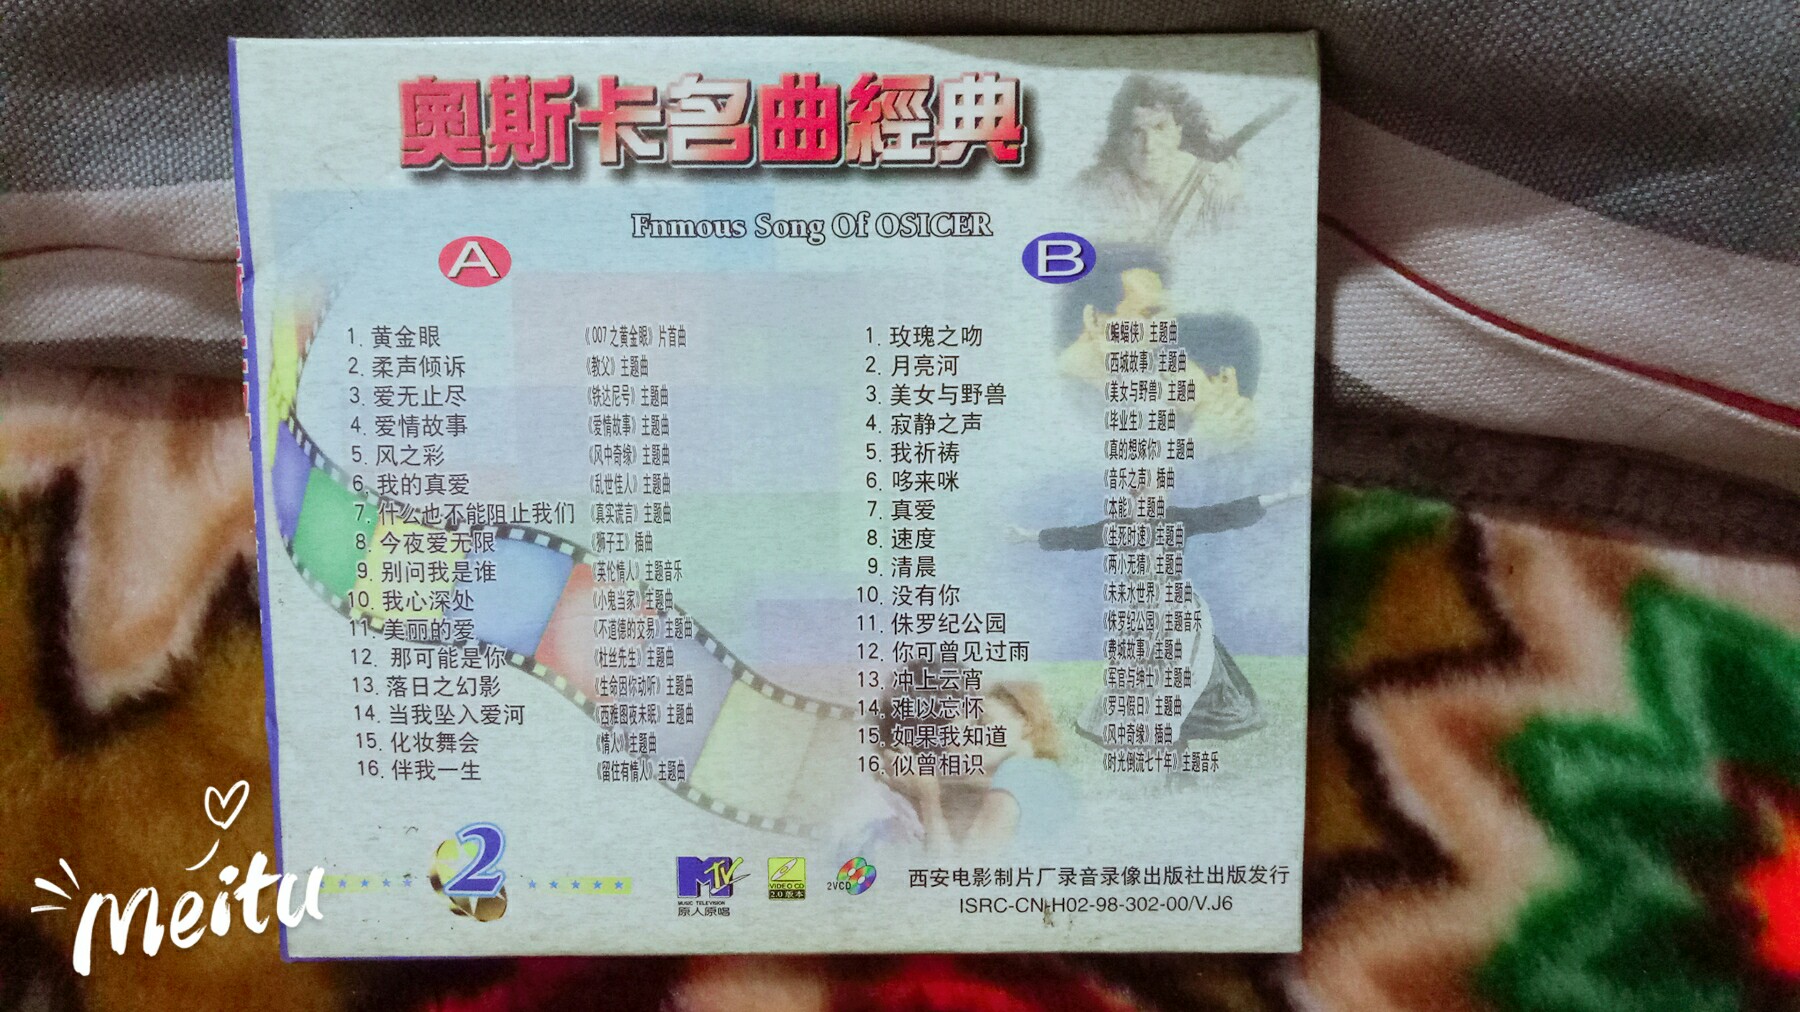 奥斯卡名曲經典
Fnmous Song Of OSICER
A
1. 黄金眼 《007之黄金眼》片首曲
2. 柔声倾诉 《教父》主题曲
3. 爱无止尽 《铁达尼号》主题曲
4. 爱情故事 《爱情故事》主题曲
5. 风之彩 《风中奇缘》主题曲
6. 我的真爱 《乱世佳人》主题曲
7. 什么也不能阻止我们 《真实谎言》主题曲
8. 今夜爱无限 《狮子王》插曲
9. 别问我是谁 《英伦情人》主题音乐
10. 我心深处 《小鬼当家》主题曲
11. 美丽的爱 《不道德的交易》主题曲
12. 那可能是你 《杜丝先生》主题曲
13. 落日之幻影 《生命因你动听》主题曲
14. 当我坠入爱河 《西雅图夜未眠》主题曲
15. 化妆舞会 《情人》主题曲
16. 伴我一生 《留住有情人》主题曲
B
1. 玫瑰之吻 《蝙蝠侠》主题曲
2. 月亮河 《西城故事》主题曲
3. 美女与野兽 《美女与野兽》主题曲
4. 寂静之声 《毕业生》主题曲
5. 我祈祷 《真的想嫁你》主题曲
6. 哆来咪 《音乐之声》插曲
7. 真爱 《本能》主题曲
8. 速度 《生死时速》主题曲
9. 清晨 《两小无猜》主题曲
10. 没有你 《未来水世界》主题曲
11. 侏罗纪公园 《侏罗纪公园》主题音乐
12. 你可曾见过雨 《费城故事》主题曲
13. 冲上云宵 《军官与绅士》主题曲
14. 难以忘怀 《罗马假日》主题曲
15. 如果我知道 《风中奇缘》插曲
16. 似曾相识 《时光倒流七十年》主题音乐
2
MTV
MUSIC TELEVISION
原人原唱
VIDEO CD
2.0版本
2VCD
西安电影制片厂录音录像出版社出版发行
ISRC-CN-H02-98-302-00/V.J6
meitu